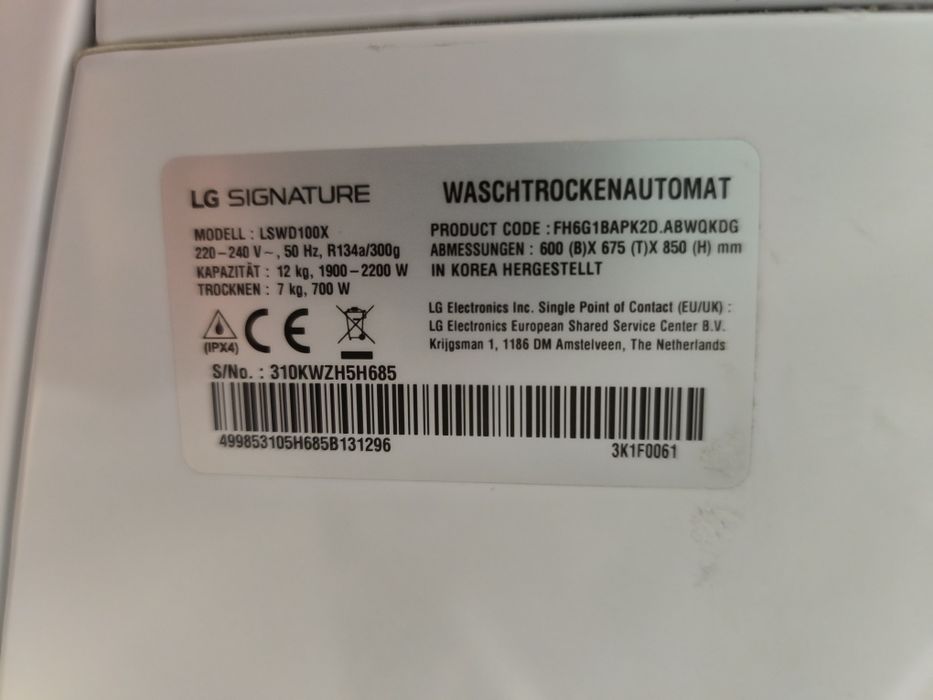 LG SIGNATURE
WASCHTROCKENAUTOMAT
MODELL : LSWD100X
220-240 V~, 50 Hz, R134a/300g
KAPAZITÄT : 12 kg, 1900-2200 W
TROCKNEN : 7 kg, 700 W
PRODUCT CODE : FH6G1BAPK2D.ABWQKDG
ABMESSUNGEN : 600 (B)X 675 (T)X 850 (H) mm
IN KOREA HERGESTELLT
LG Electronics Inc. Single Point of Contact (EU/UK) :
LG Electronics European Shared Service Center B.V.
Krijgsman 1, 1186 DM Amstelveen, The Netherlands
(IPX4)
CE
S/No. : 310KWZH5H685
499853105H685B131296
3K1F0061